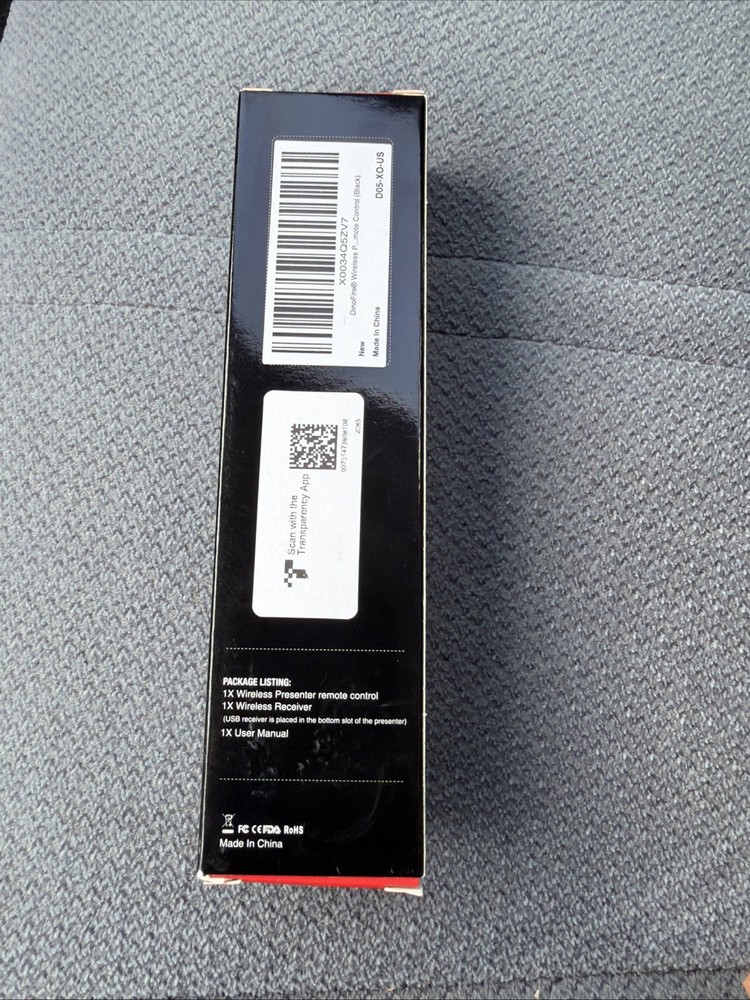 X0034Q5ZV7
DinoFire® Wireless P...mote Control (Black)
New
Made In China
D05-XO-US
Scan with the
Transparency App
2085
PACKAGE LISTING:
1X Wireless Presenter remote control
1X Wireless Receiver
(USB receiver is placed in the bottom slot of the presenter)
1X User Manual
FC CE FDA RoHS
Made In China